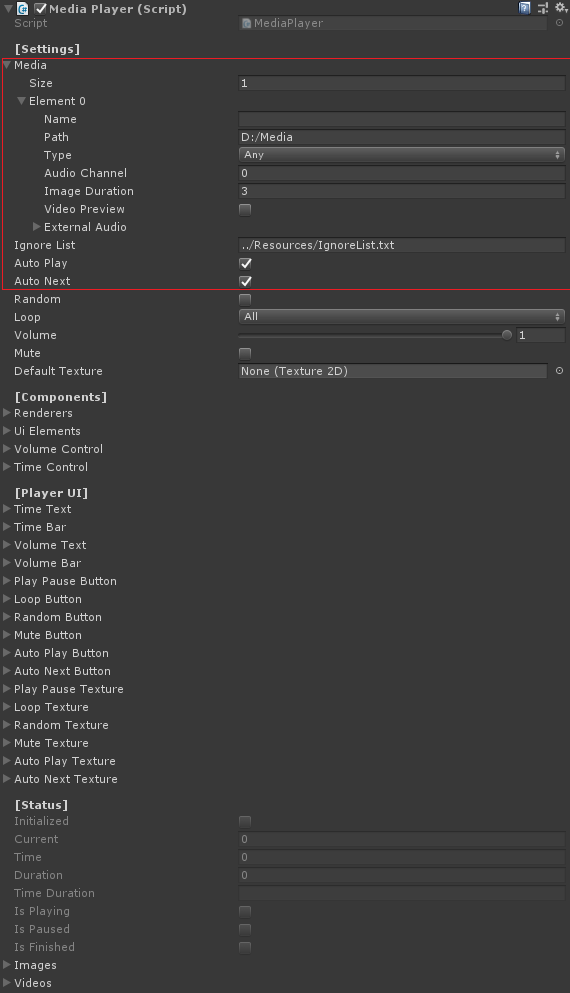 Media Player (Script)
Script MediaPlayer
[Settings]
Media
Size 1
Element 0
Name
Path D:/Media
Type Any
Audio Channel 0
Image Duration 3
Video Preview
External Audio
Ignore List ../Resources/IgnoreList.txt
Auto Play
Auto Next
Random
Loop All
Volume 1
Mute
Default Texture None (Texture 2D)
[Components]
Renderers
Ui Elements
Volume Control
Time Control
[Player UI]
Time Text
Time Bar
Volume Text
Volume Bar
Play Pause Button
Loop Button
Random Button
Mute Button
Auto Play Button
Auto Next Button
Play Pause Texture
Loop Texture
Random Texture
Mute Texture
Auto Play Texture
Auto Next Texture
[Status]
Initialized
Current 0
Time 0
Duration 0
Time Duration
Is Playing
Is Paused
Is Finished
Images
Videos